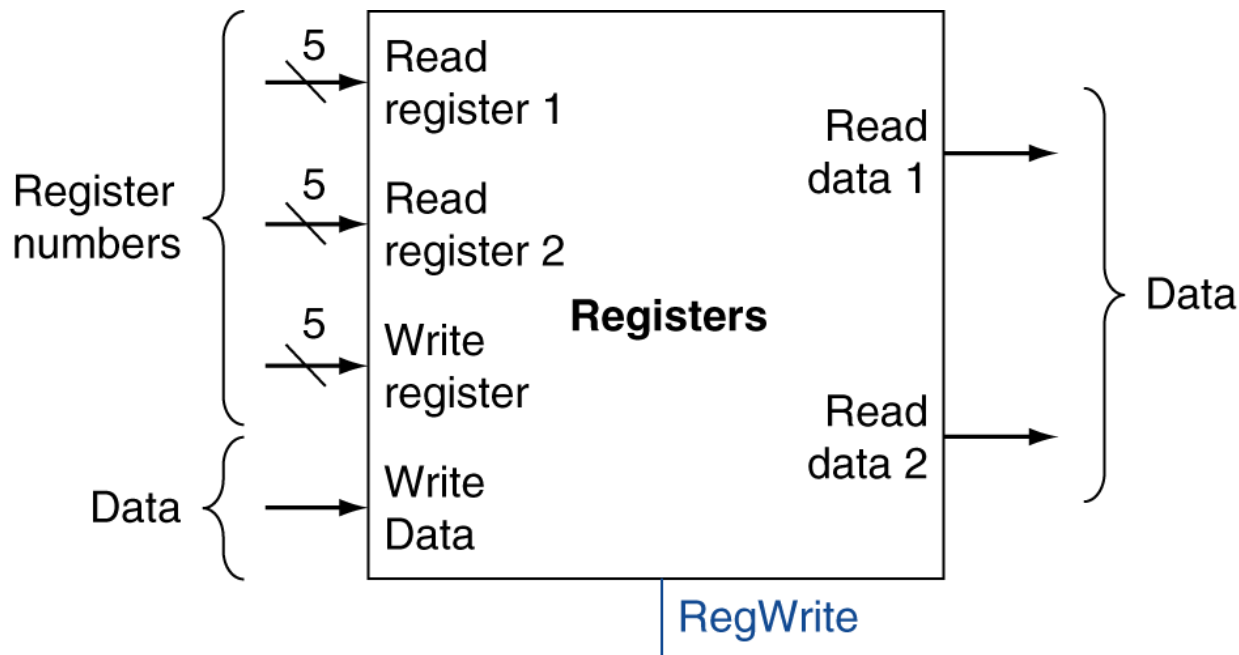 Register
numbers
Data
5
Read
register 1
5
Read
register 2
5
Write
register
Write
Data
Registers
Read
data 1
Read
data 2
Data
RegWrite